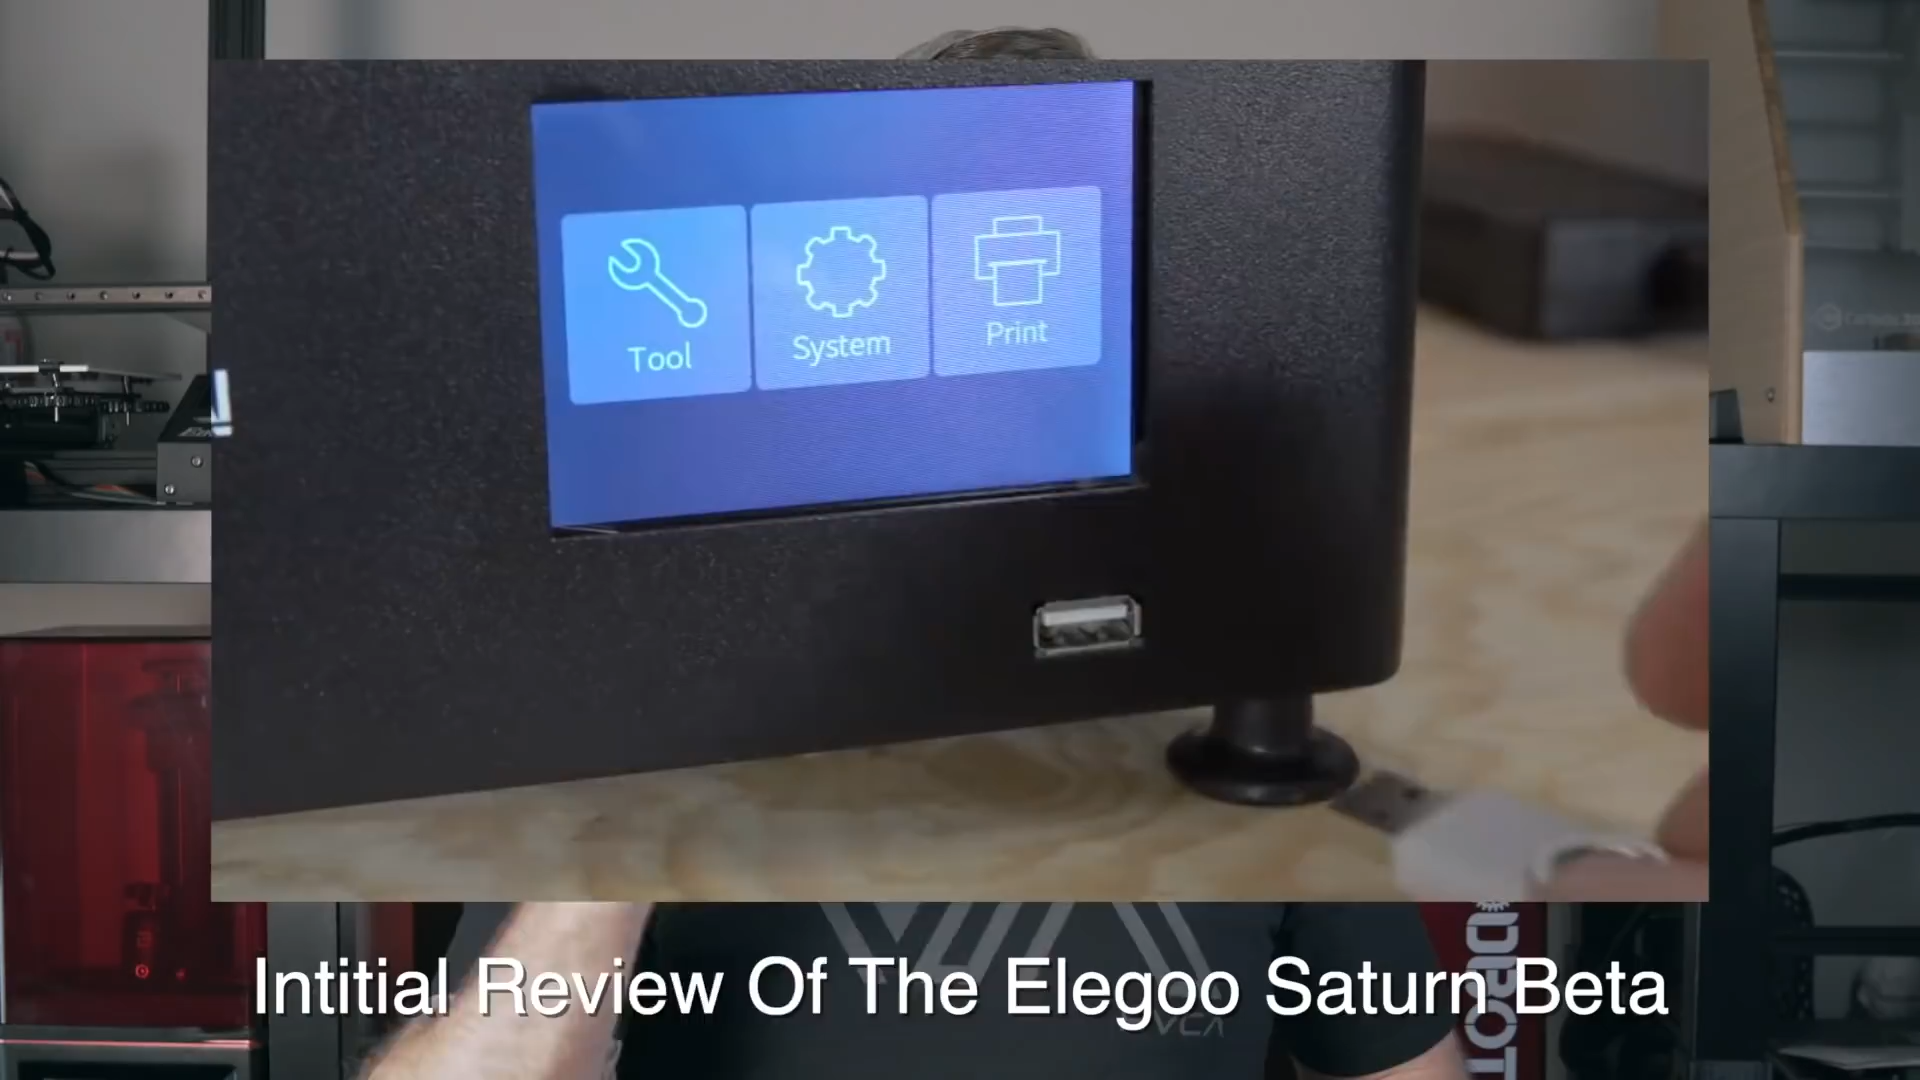 Tool
System
Print
Intitial Review Of The Elegoo Saturn Beta